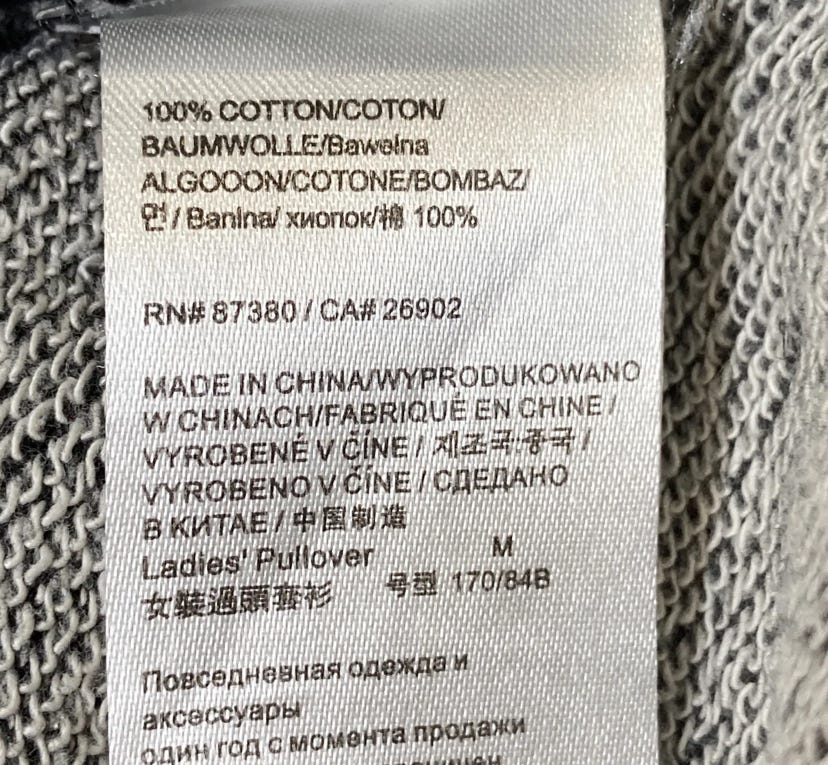 100% COTTON/COTON/
BAUMWOLLE/Bawełna
ALGOOON/COTONE/BOMBAZ/
면/Banlna/ хиопок/棉 100%
RN# 87380 / CA# 26902
MADE IN CHINA/WYPRODUKOWANO
W CHINACH/FABRIQUÉ EN CHINE /
VYROBENÉ V ČÍNE / 제조국:중국 /
VYROBENO V ČÍNE / СДЕДАНО
В КИТАЕ / 中国制造
Ladies' Pullover M
女裝過頭套衫 号型 170/84B
Повседневная одежда и
аксессуары
один год с момента продажи